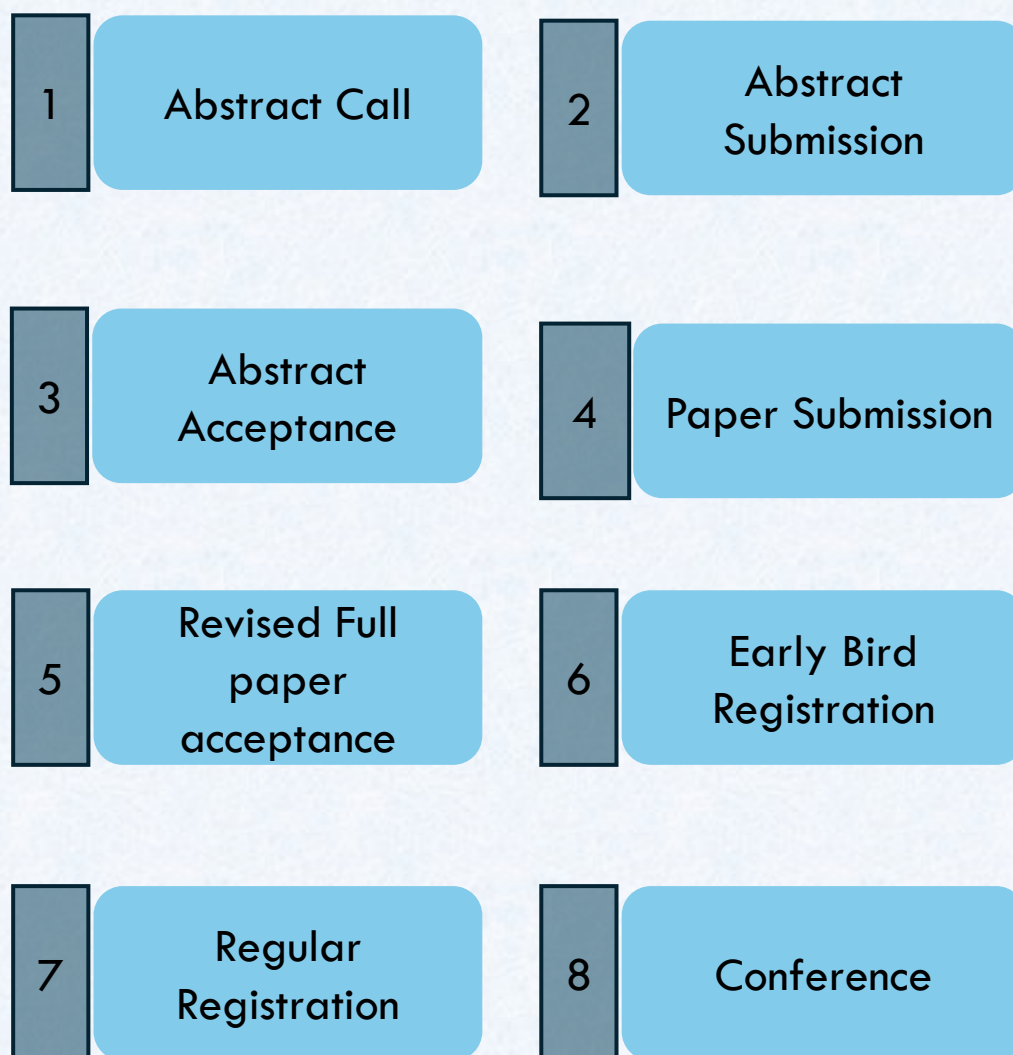 1
Abstract Call
2
Abstract
Submission
3
Abstract
Acceptance
4
Paper Submission
5
Revised Full
paper
acceptance
6
Early Bird
Registration
7
Regular
Registration
8
Conference